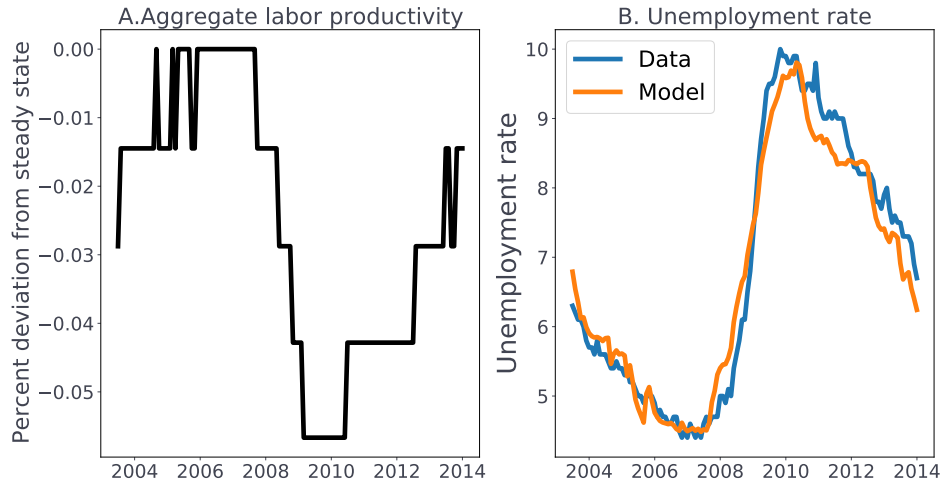 A.Aggregate labor productivity
Percent deviation from steady state
0.00
−0.01
−0.02
−0.03
−0.04
−0.05
2004 2006 2008 2010 2012 2014
B. Unemployment rate
Unemployment rate
Data
Model
10
9
8
7
6
5
2004 2006 2008 2010 2012 2014